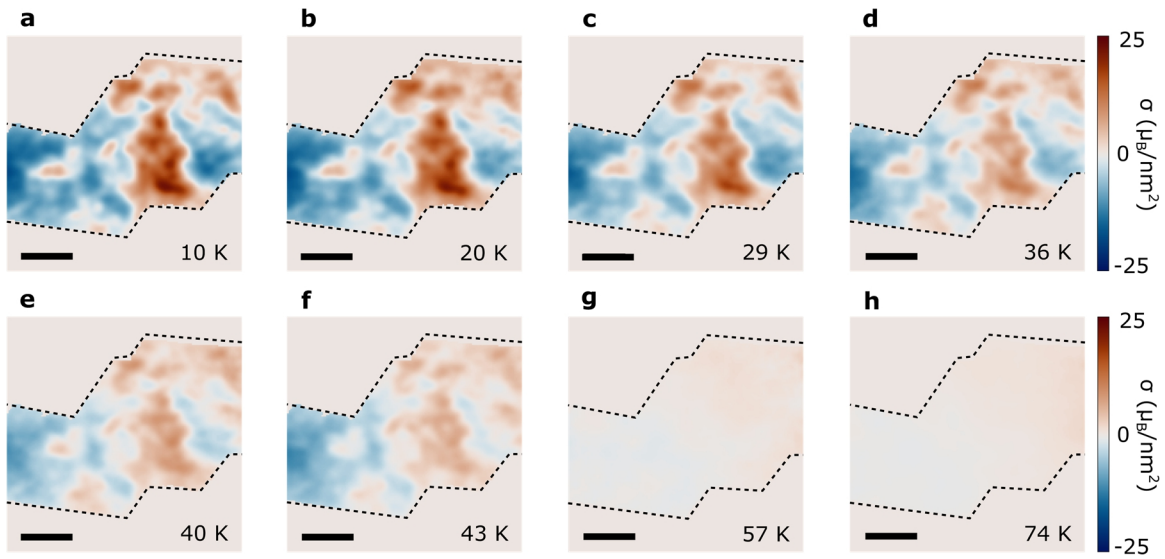 a b c d
10 K 20 K 29 K 36 K
25
0
-25
σ (μB/nm²)
e f g h
40 K 43 K 57 K 74 K
25
0
-25
σ (μB/nm²)